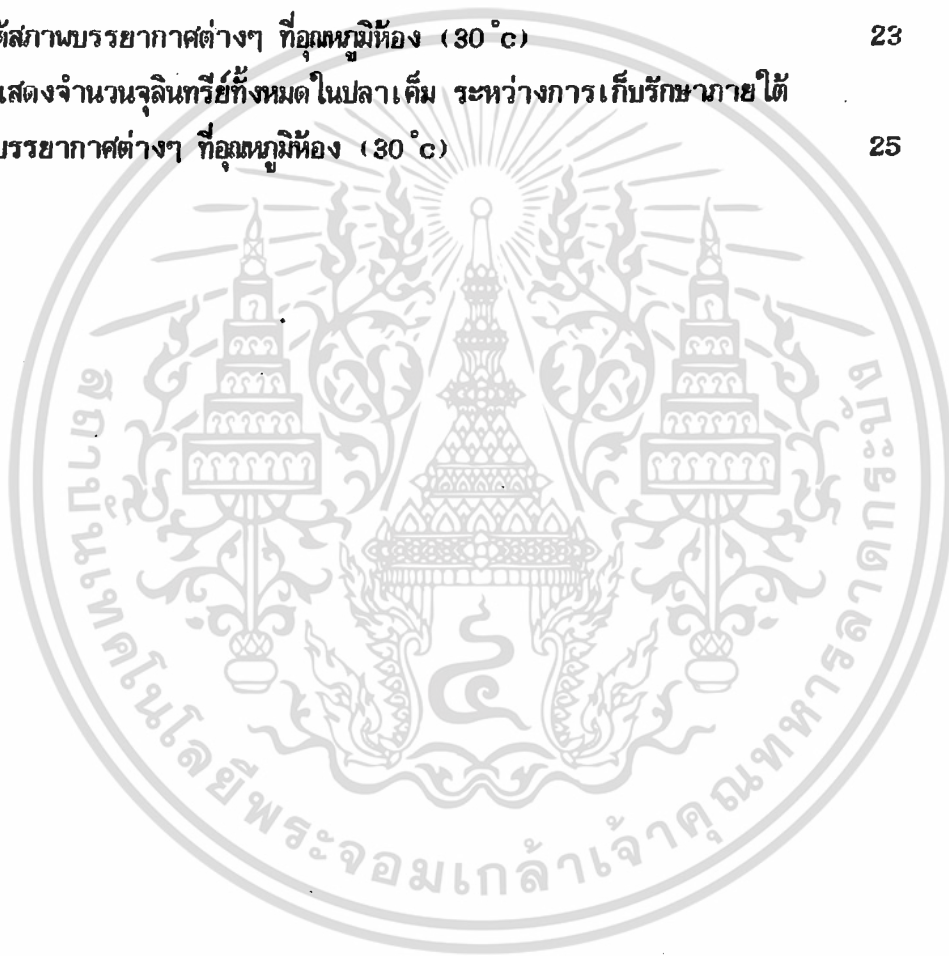 ต้สภาพบรรยากาศต่างๆ ที่อุณหภูมิห้อง (30 °c) 23
แสดงจำนวนจุลินทรีย์ทั้งหมดในปลาเค็ม ระหว่างการเก็บรักษาภายใต้
บรรยากาศต่างๆ ที่อุณหภูมิห้อง (30 °c) 25
สถาบันเทคโนโลยีพระจอมเกล้าเจ้าคุณทหารลาดกระบัง